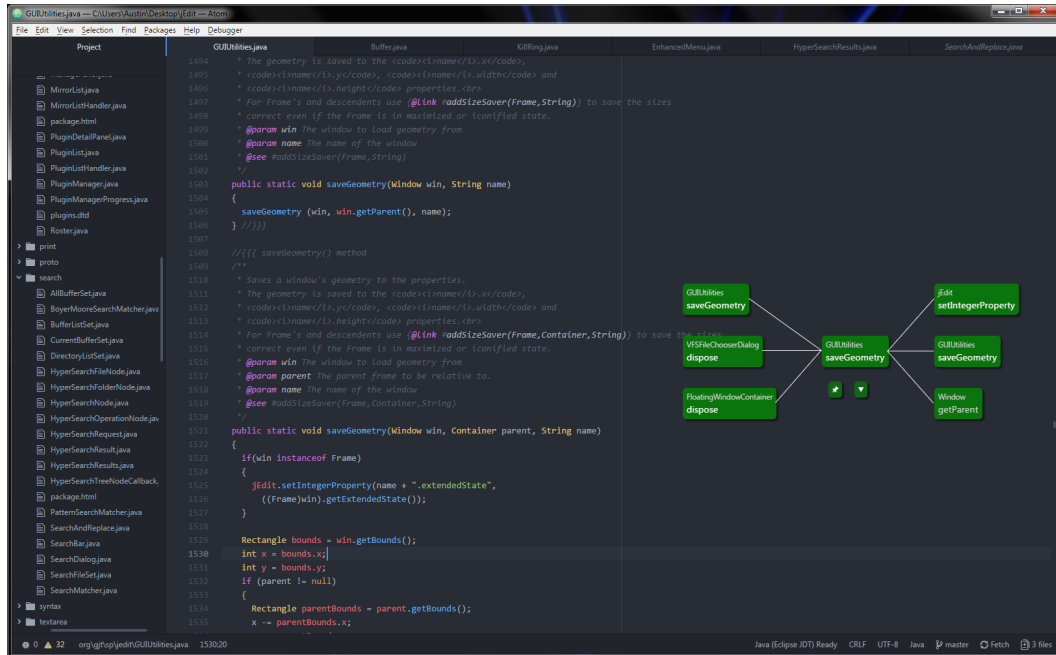 GUIUtilities.java — C:\Users\Austin\Desktop\jEdit — Atom
File Edit View Selection Find Packages Help Debugger
Project
GUIUtilities.java
Buffer.java
KillRing.java
EnhancedMenu.java
HyperSearchResults.java
SearchAndReplace.java
MirrorList.java
MirrorListHandler.java
package.html
PluginDetailPanel.java
PluginList.java
PluginListHandler.java
PluginManager.java
PluginManagerProgress.java
plugins.dtd
Roster.java
print
proto
search
AllBufferSet.java
BoyerMooreSearchMatcher.java
BufferListSet.java
CurrentBufferSet.java
DirectoryListSet.java
HyperSearchFileNode.java
HyperSearchFolderNode.java
HyperSearchNode.java
HyperSearchOperationNode.jav
HyperSearchRequest.java
HyperSearchResult.java
HyperSearchResults.java
HyperSearchTreeNodeCallback.
package.html
PatternSearchMatcher.java
SearchAndReplace.java
SearchBar.java
SearchDialog.java
SearchFileSet.java
SearchMatcher.java
syntax
textarea
1494 * The geometry is saved to the <code><i>name</i>.x</code>,
1495 * <code><i>name</i>.y</code>, <code><i>name</i>.width</code> and
1496 * <code><i>name</i>.height</code> properties.<br>
1497 * For Frame's and descendents use {@link #addSizeSaver(Frame,String)} to save the sizes
1498 * correct even if the Frame is in maximized or iconified state.
1499 * @param win The window to load geometry from
1500 * @param name The name of the window
1501 * @see #addSizeSaver(Frame,String)
1502 */
1503 public static void saveGeometry(Window win, String name)
1504 {
1505 saveGeometry (win, win.getParent(), name);
1506 } //}}}
1507
1508 //{{{ saveGeometry() method
1509 /**
1510 * Saves a window's geometry to the properties.
1511 * The geometry is saved to the <code><i>name</i>.x</code>,
1512 * <code><i>name</i>.y</code>, <code><i>name</i>.width</code> and
1513 * <code><i>name</i>.height</code> properties.<br>
1514 * For Frame's and descendents use {@link #addSizeSaver(Frame,Container,String)} to save the sizes
1515 * correct even if the Frame is in maximized or iconified state.
1516 * @param win The window to load geometry from
1517 * @param parent The parent frame to be relative to.
1518 * @param name The name of the window
1519 * @see #addSizeSaver(Frame,Container,String)
1520 */
1521 public static void saveGeometry(Window win, Container parent, String name)
1522 {
1523 if(win instanceof Frame)
1524 {
1525 jEdit.setIntegerProperty(name + ".extendedState",
1526 ((Frame)win).getExtendedState());
1527 }
1528
1529 Rectangle bounds = win.getBounds();
1530 int x = bounds.x;
1531 int y = bounds.y;
1532 if (parent != null)
1533 {
1534 Rectangle parentBounds = parent.getBounds();
1535 x -= parentBounds.x;
GUIUtilities
saveGeometry
VFSFileChooserDialog
dispose
FloatingWindowContainer
dispose
GUIUtilities
saveGeometry
jEdit
setIntegerProperty
GUIUtilities
saveGeometry
Window
getParent
0 32 org\gjt\sp\jedit\GUIUtilities.java 1530:20
Java (Eclipse JDT) Ready CRLF UTF-8 Java master Fetch 3 files